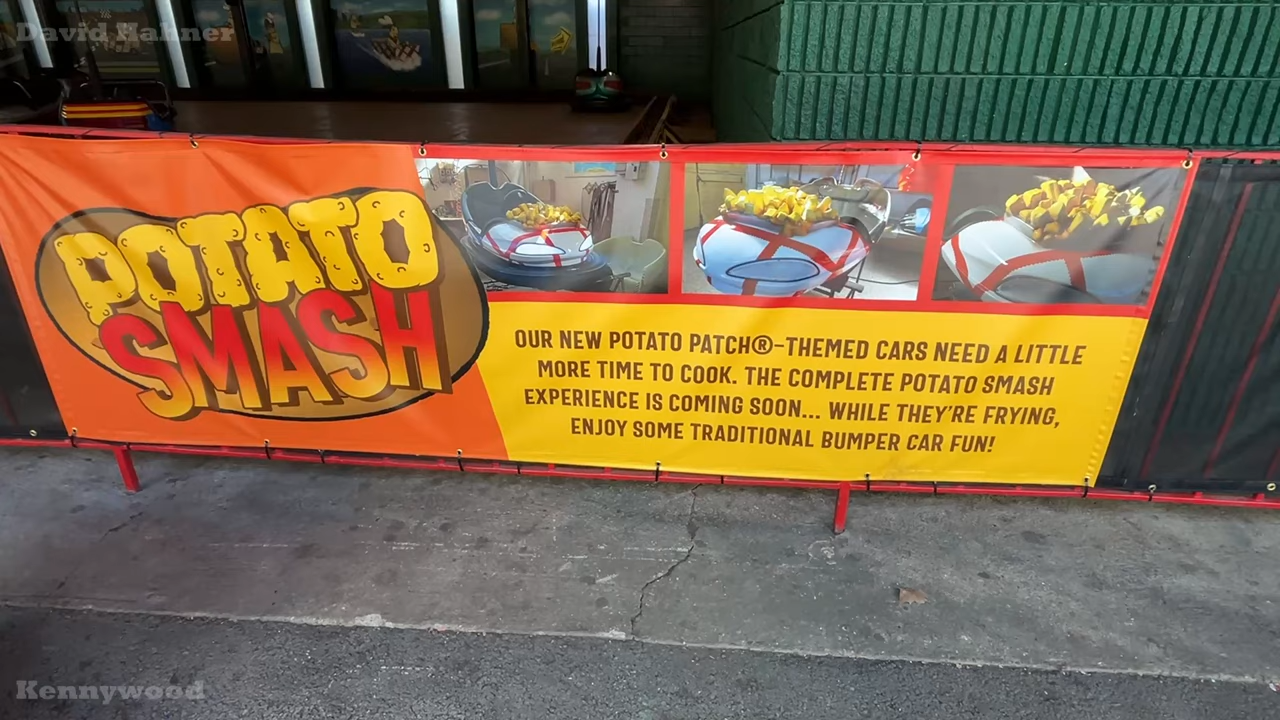 David Hahner
POTATO
SMASH
OUR NEW POTATO PATCH®-THEMED CARS NEED A LITTLE
MORE TIME TO COOK. THE COMPLETE POTATO SMASH
EXPERIENCE IS COMING SOON... WHILE THEY'RE FRYING,
ENJOY SOME TRADITIONAL BUMPER CAR FUN!
Kennywood